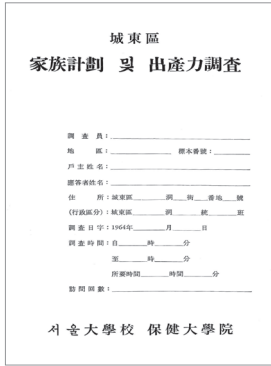 城東區
家族計劃 및 出產力調查
調 査 員:
地 區: 標本番號:
戶主姓名:
應答者姓名:
住 所:城東區 洞 街 番地 號
(行政區分):城東區 洞 統 班
調査日字:1964年 月 日
調査時間:自 時 分
至 時 分
所要時間 時間 分
訪問回數:
서울大學校 保健大學院